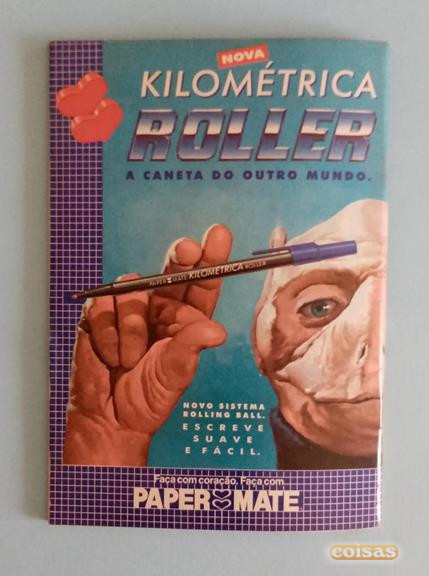 NOVA
KILOMÉTRICA
ROLLER
A CANETA DO OUTRO MUNDO.
PAPER MATE KILOMÉTRICA ROLLER
NOVO SISTEMA
ROLLING BALL.
ESCREVE
SUAVE
E FÁCIL.
Faça com coração. Faça com
PAPER MATE
coisas